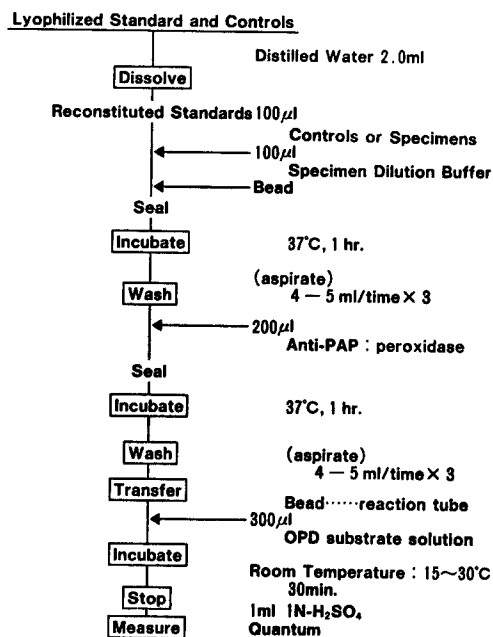 Lyophilized Standard and Controls
Distilled Water 2.0ml
Dissolve
Reconstituted Standards 100μl
Controls or Specimens
100μl
Specimen Dilution Buffer
Bead
Seal
Incubate 37°C, 1 hr.
(aspirate)
Wash 4 — 5 ml/time × 3
200μl
Anti-PAP : peroxidase
Seal
Incubate 37°C, 1 hr.
Wash (aspirate)
4 — 5 ml/time × 3
Transfer
Bead……reaction tube
300μl
OPD substrate solution
Incubate
Room Temperature : 15～30°C
30min.
Stop
1ml 1N-H₂SO₄
Measure Quantum